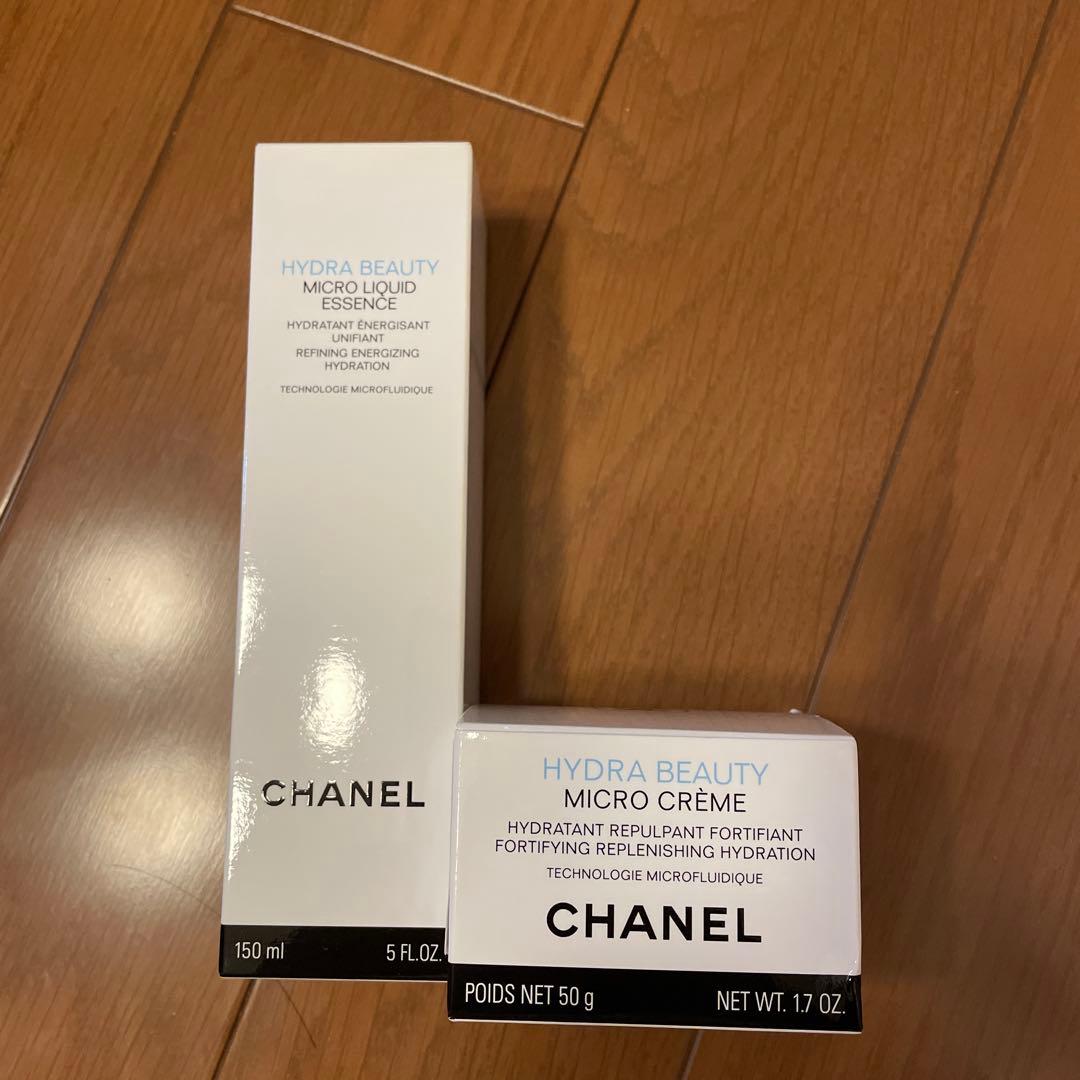 HYDRA BEAUTY
MICRO LIQUID
ESSENCE
HYDRATANT ÉNERGISANT
UNIFIANT
REFINING ENERGIZING
HYDRATION
TECHNOLOGIE MICROFLUIDIQUE
CHANEL
150 ml 5 FL.OZ.
HYDRA BEAUTY
MICRO CRÈME
HYDRATANT REPULPANT FORTIFIANT
FORTIFYING REPLENISHING HYDRATION
TECHNOLOGIE MICROFLUIDIQUE
CHANEL
POIDS NET 50 g NET WT. 1.7 OZ.